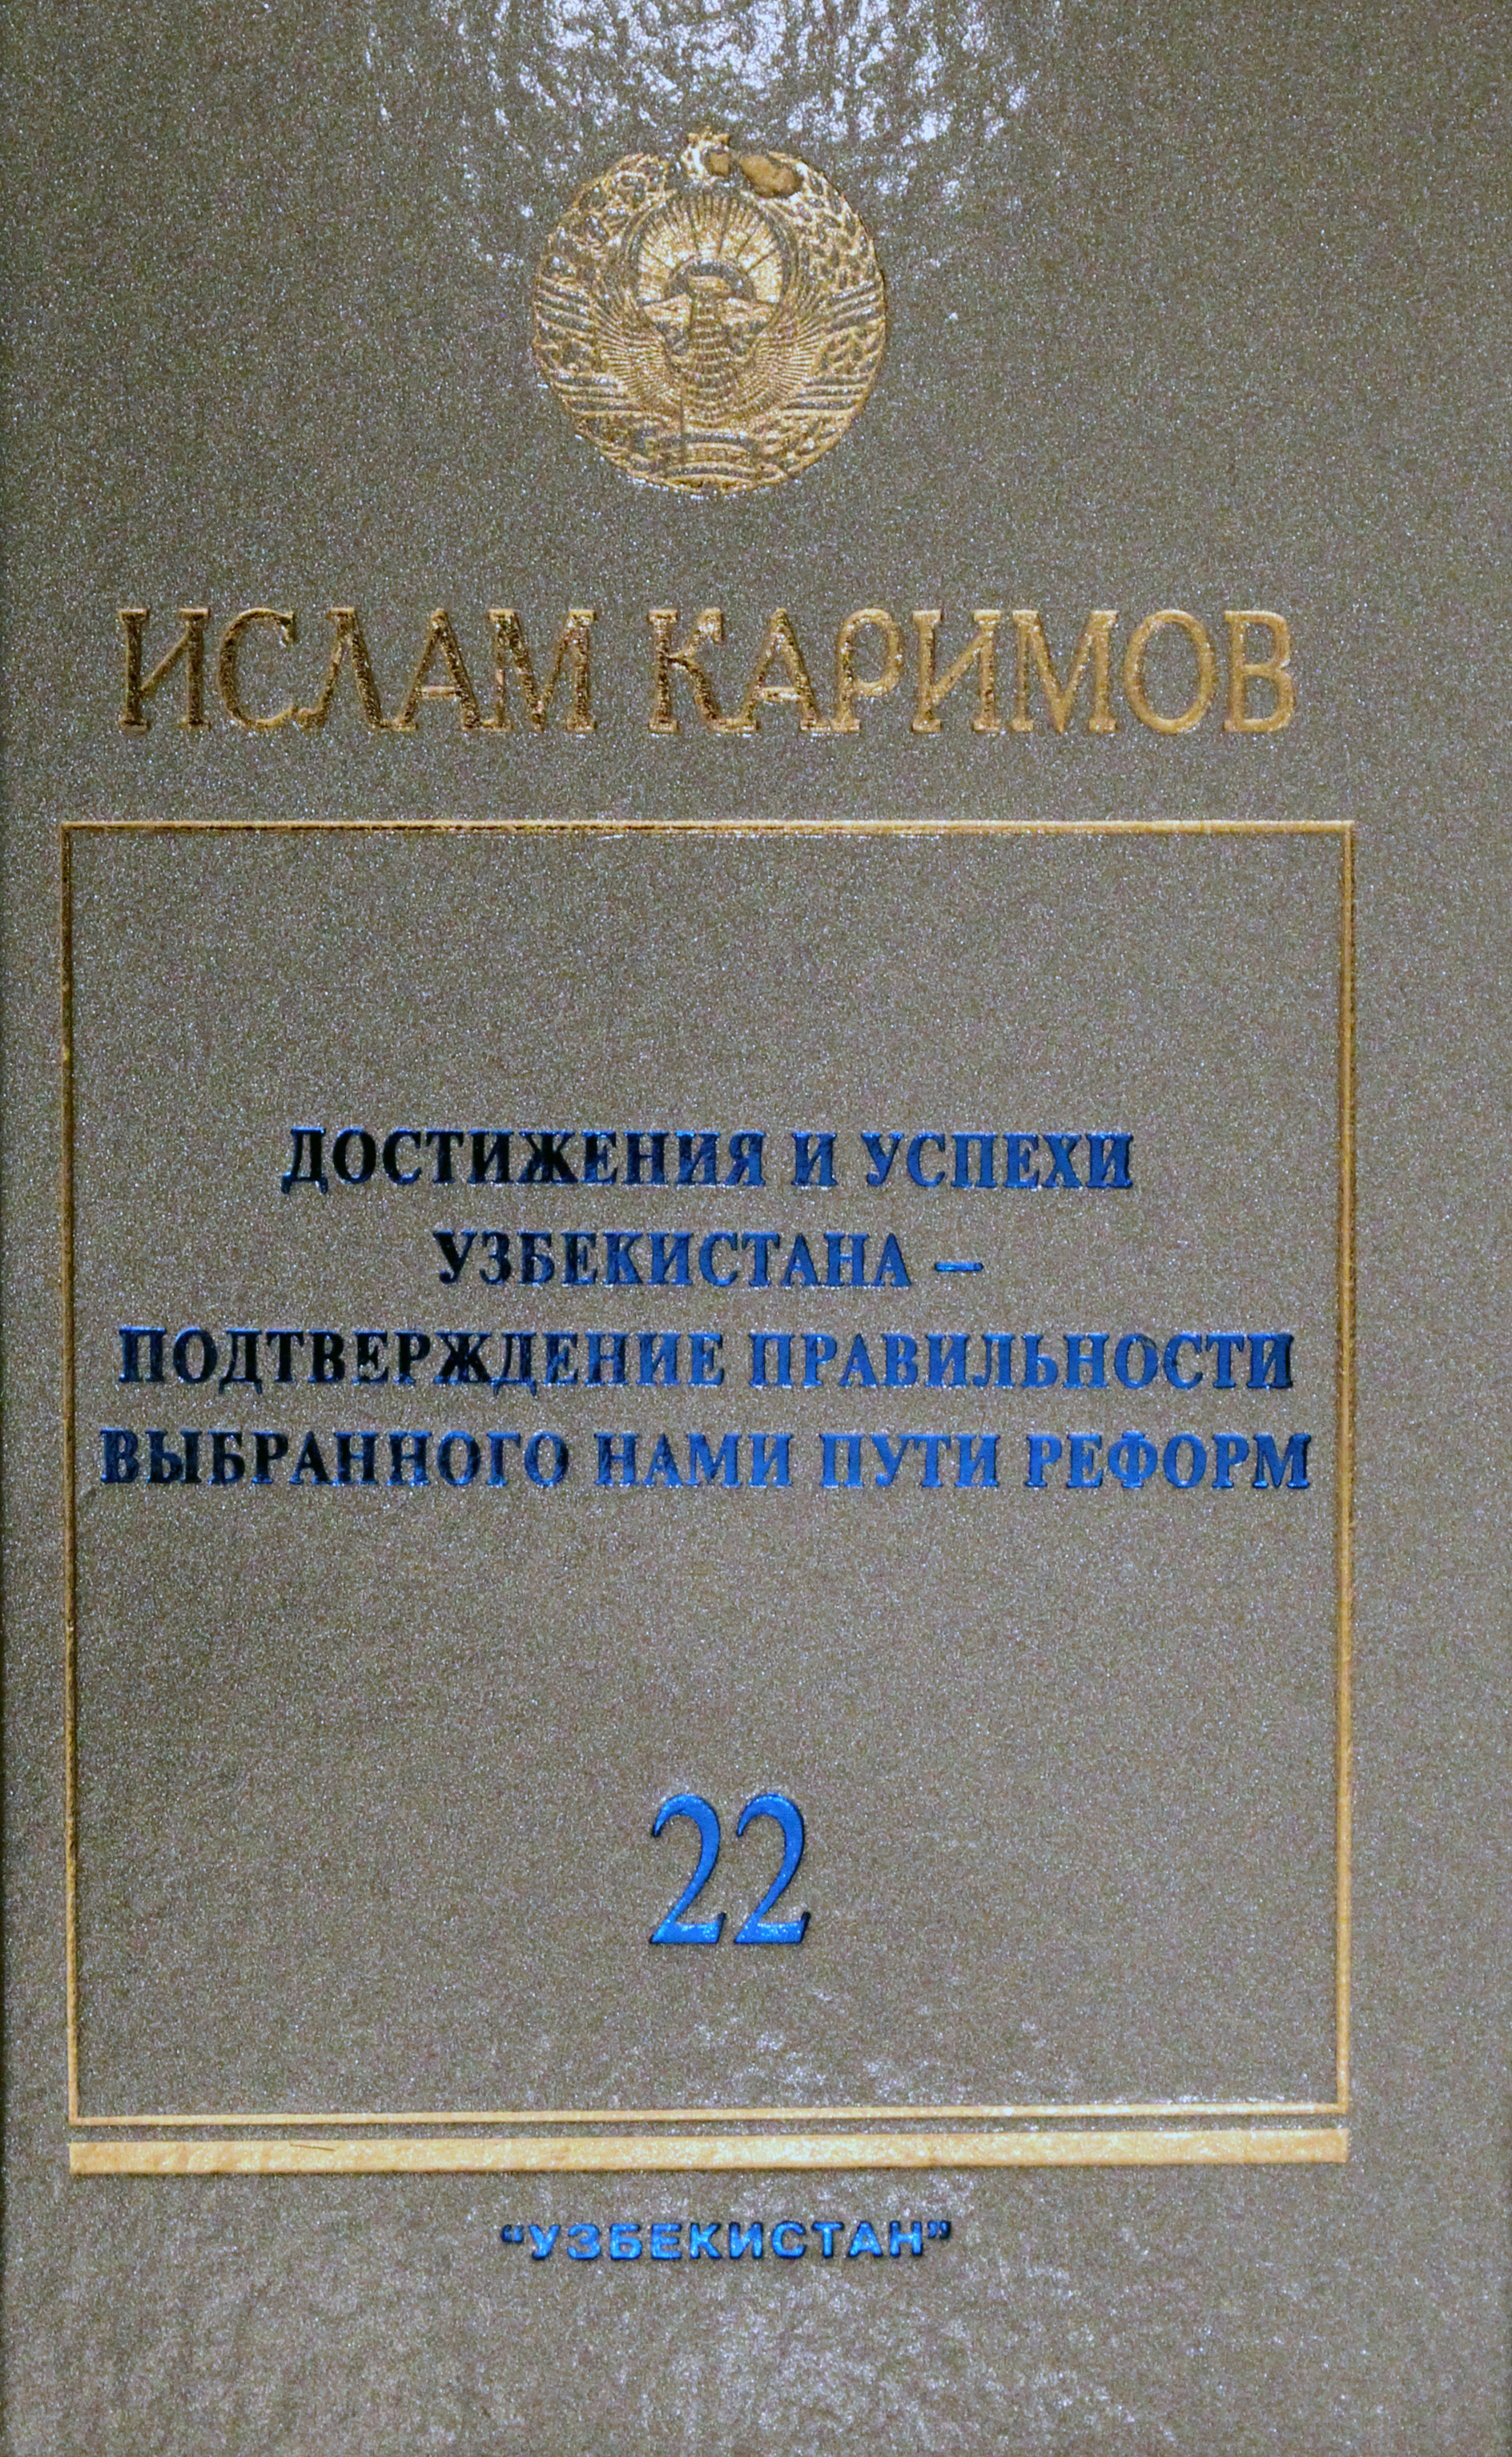 ИСЛАМ КАРИМОВ
ДОСТИЖЕНИЯ И УСПЕХИ
УЗБЕКИСТАНА –
ПОДТВЕРЖДЕНИЕ ПРАВИЛЬНОСТИ
ВЫБРАННОГО НАМИ ПУТИ РЕФОРМ
22
“УЗБЕКИСТАН”